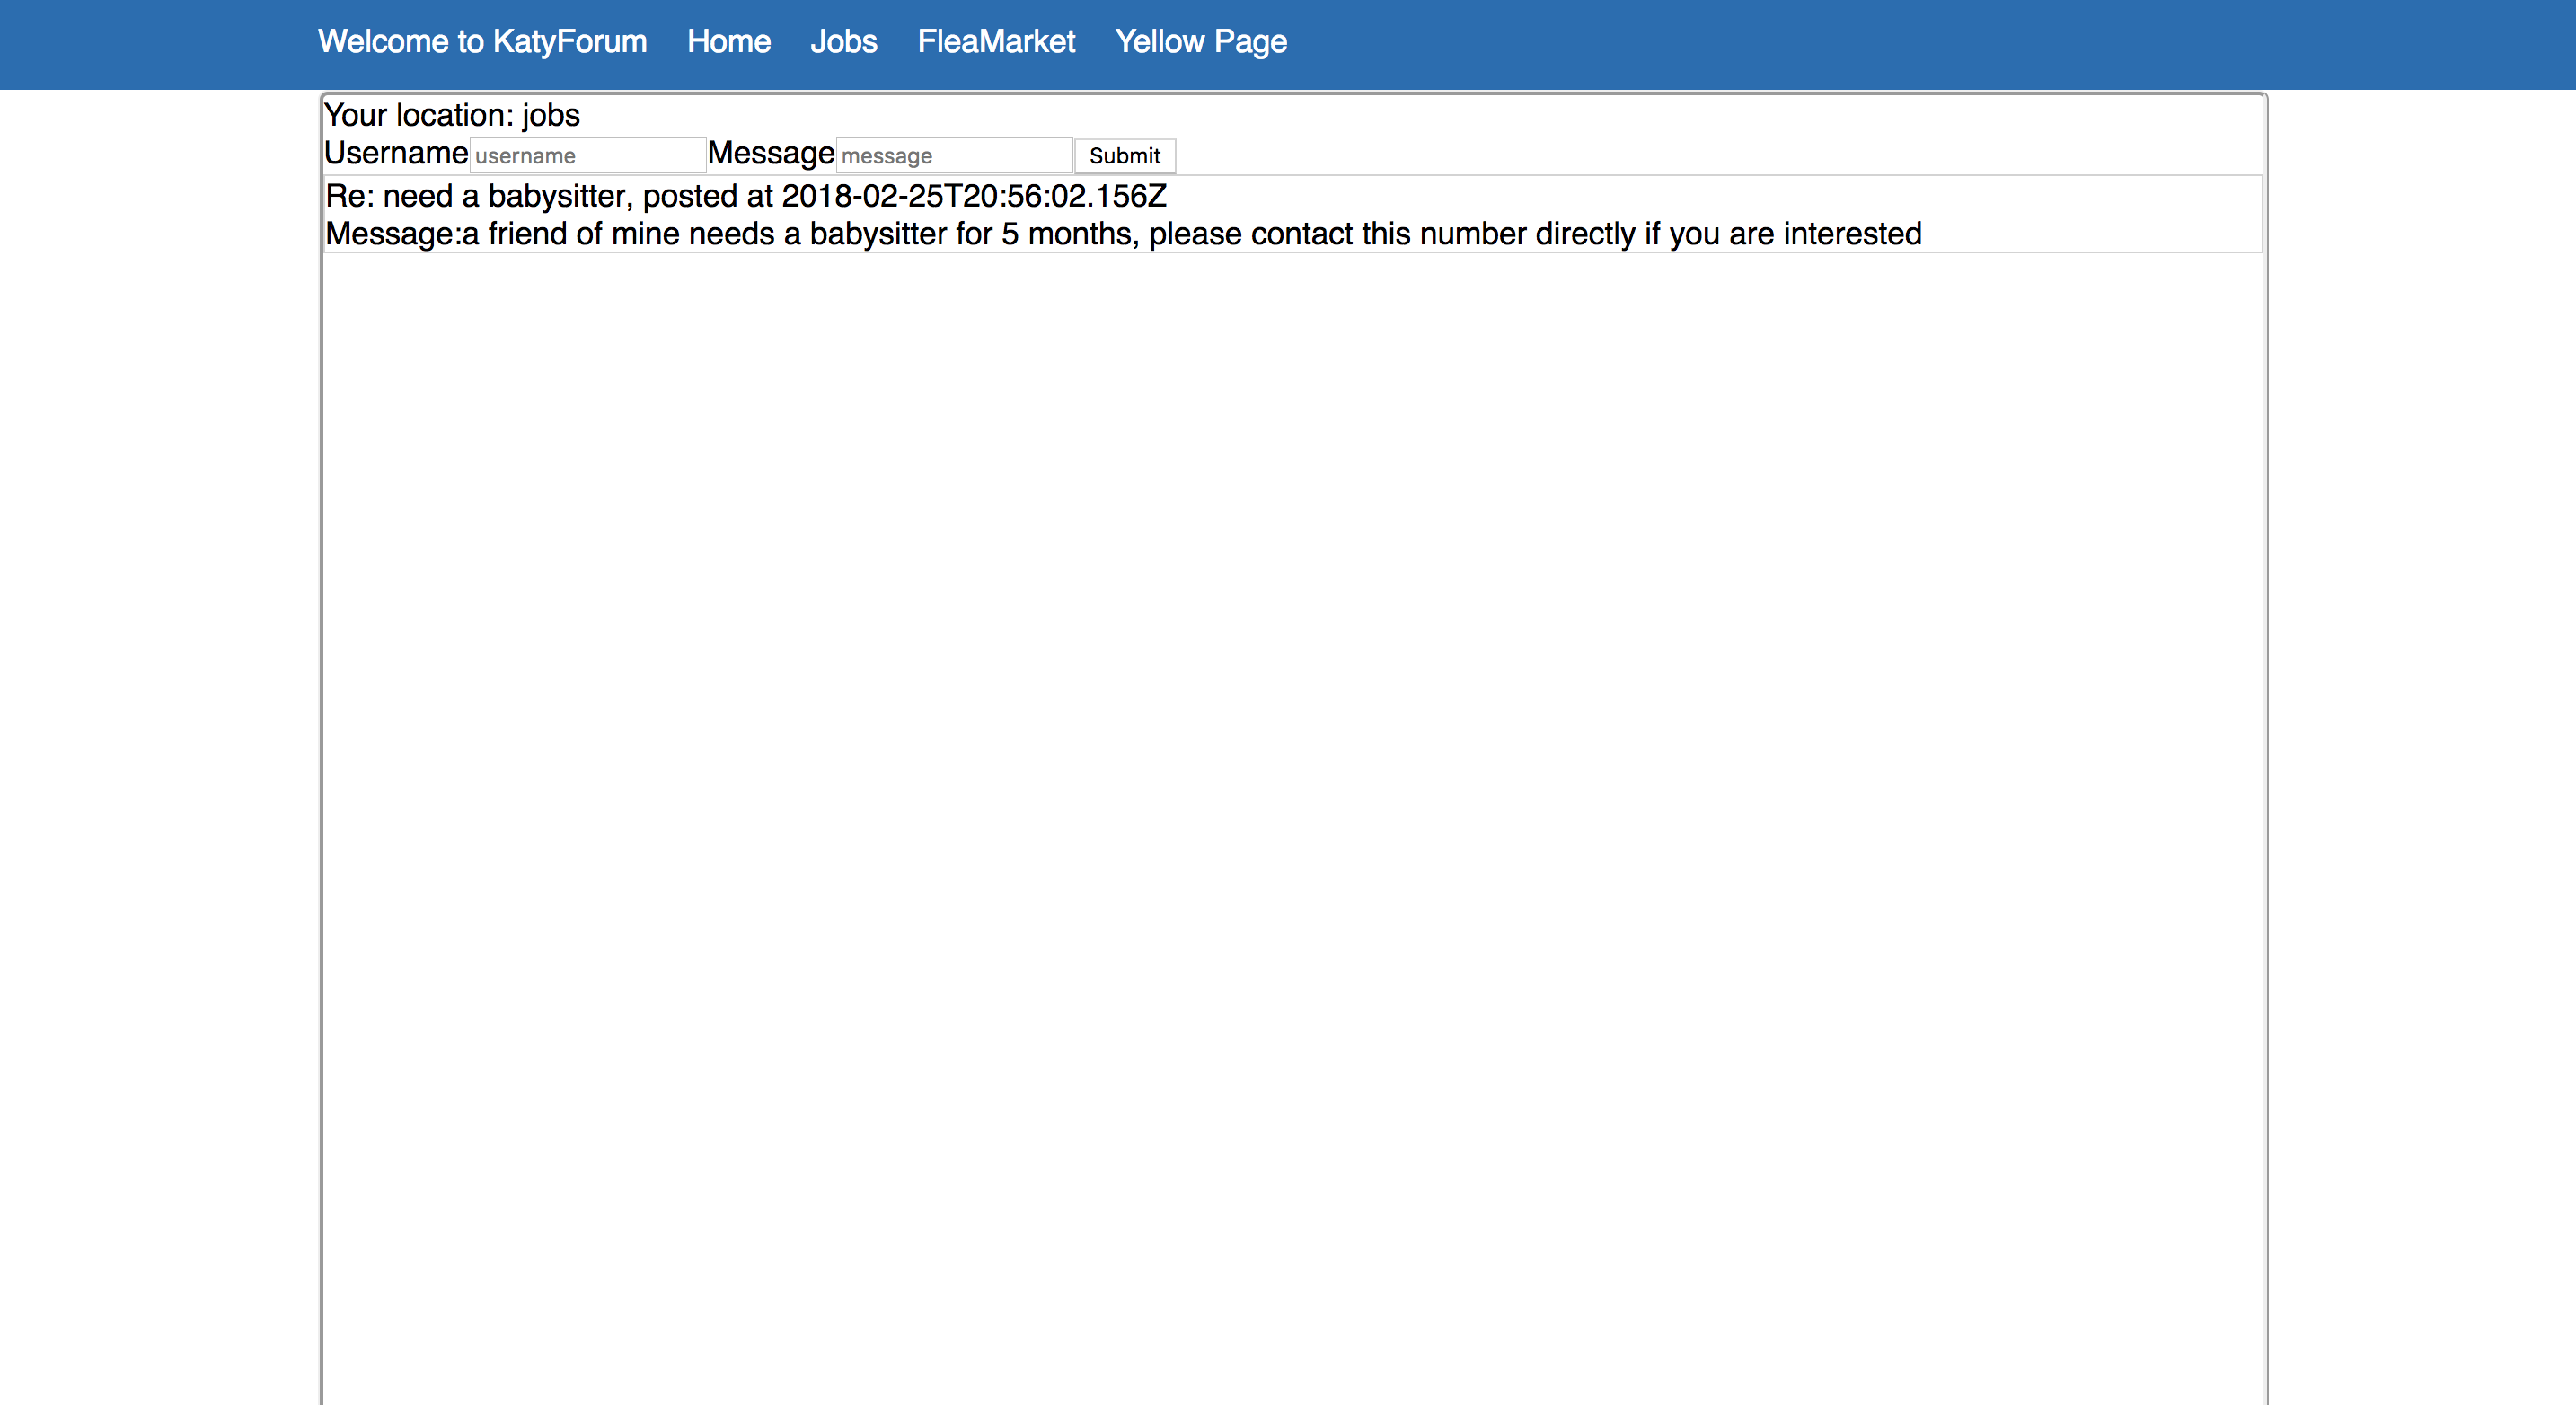 Welcome to KatyForum Home Jobs FleaMarket Yellow Page
Your location: jobs
Username username Message message Submit
Re: need a babysitter, posted at 2018-02-25T20:56:02.156Z
Message:a friend of mine needs a babysitter for 5 months, please contact this number directly if you are interested